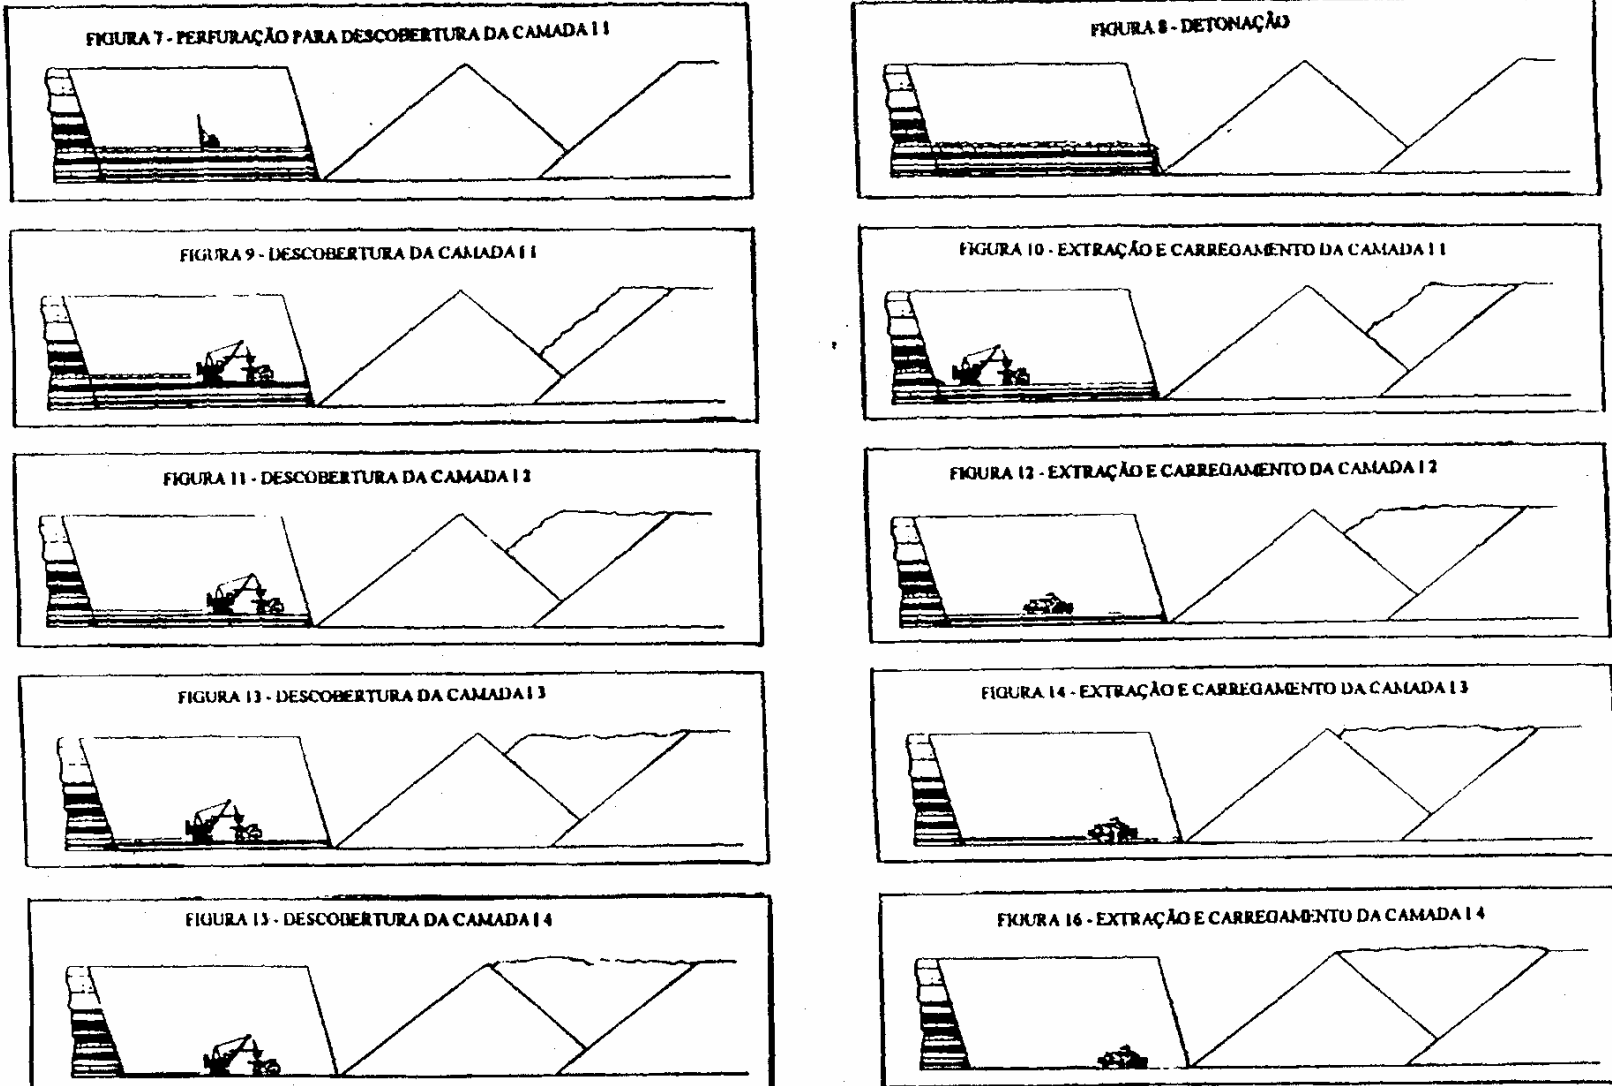 FIGURA 7 - PERFURAÇÃO PARA DESCOBERTURA DA CAMADA I 1
FIGURA 8 - DETONAÇÃO
FIGURA 9 - DESCOBERTURA DA CAMADA I 1
FIGURA 10 - EXTRAÇÃO E CARREGAMENTO DA CAMADA I 1
FIGURA 11 - DESCOBERTURA DA CAMADA I 2
FIGURA 12 - EXTRAÇÃO E CARREGAMENTO DA CAMADA I 2
FIGURA 13 - DESCOBERTURA DA CAMADA I 3
FIGURA 14 - EXTRAÇÃO E CARREGAMENTO DA CAMADA I 3
FIGURA 15 - DESCOBERTURA DA CAMADA I 4
FIGURA 16 - EXTRAÇÃO E CARREGAMENTO DA CAMADA I 4